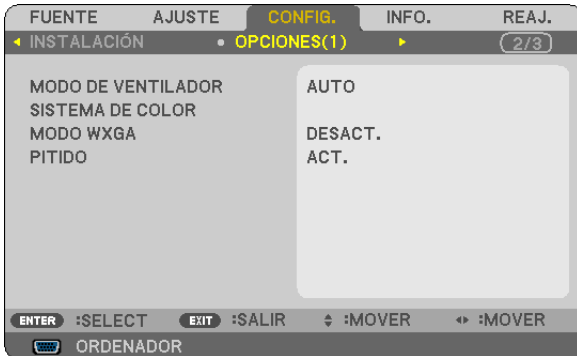 FUENTE AJUSTE CONFIG. INFO. REAJ.
INSTALACIÓN • OPCIONES(1) 2/3
MODO DE VENTILADOR AUTO
SISTEMA DE COLOR
MODO WXGA DESACT.
PITIDO ACT.
ENTER :SELECT EXIT :SALIR :MOVER :MOVER
ORDENADOR